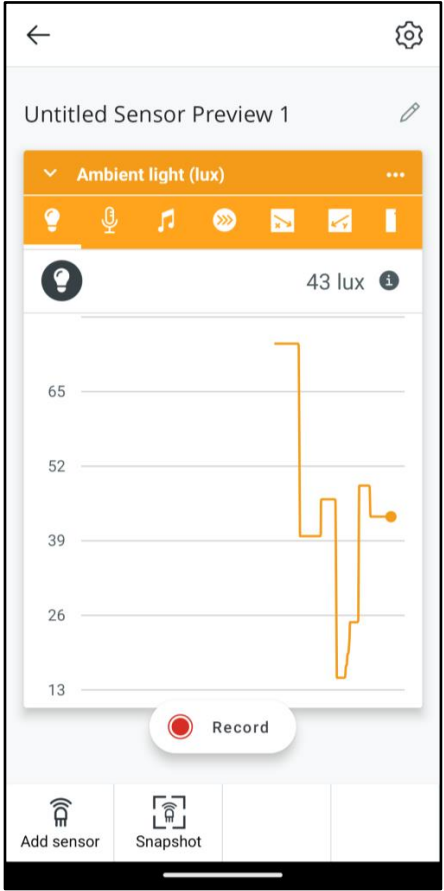 Untitled Sensor Preview 1
Ambient light (lux)
43 lux
65
52
39
26
13
Record
Add sensor
Snapshot